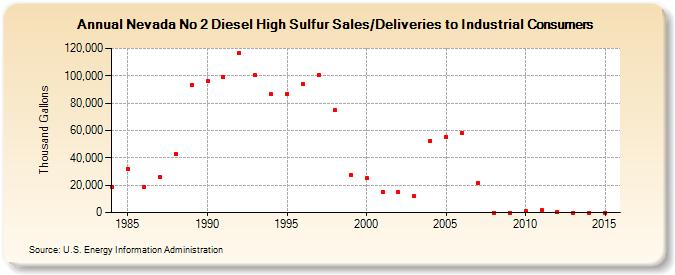 Annual Nevada No 2 Diesel High Sulfur Sales/Deliveries to Industrial Consumers
Thousand Gallons
120,000
100,000
80,000
60,000
40,000
20,000
0
1985 1990 1995 2000 2005 2010 2015
Source: U.S. Energy Information Administration